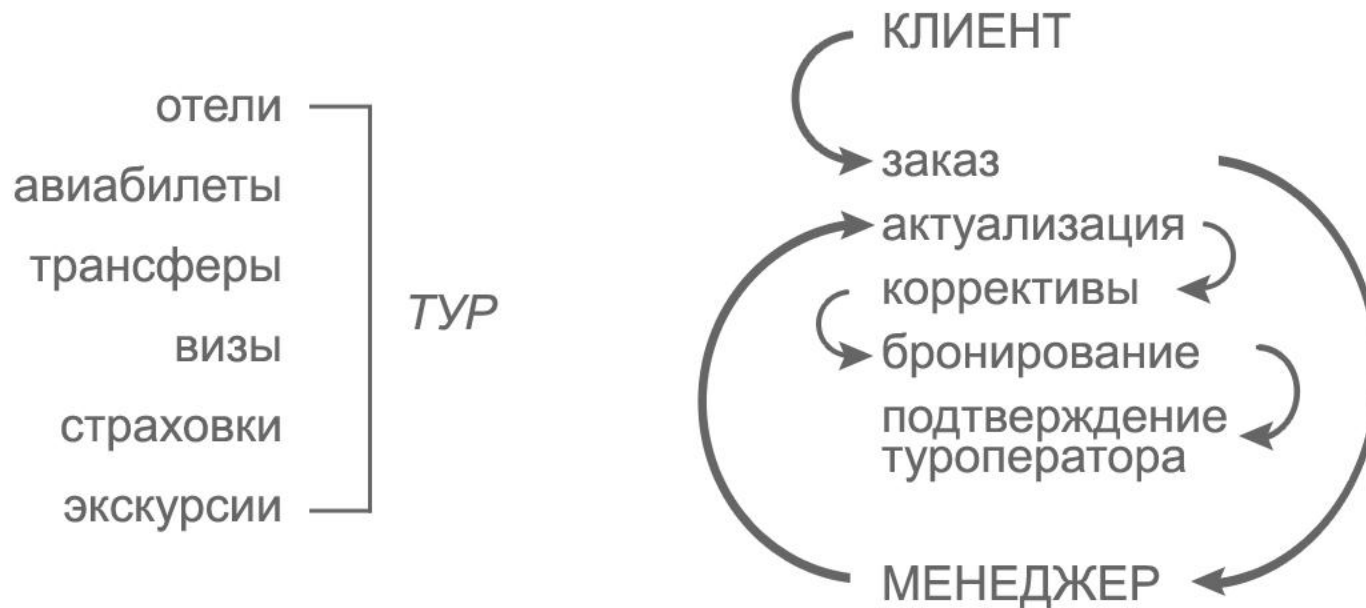 отели
авиабилеты
трансферы
визы
страховки
экскурсии
ТУР
КЛИЕНТ
заказ
актуализация
коррективы
бронирование
подтверждение
туроператора
МЕНЕДЖЕР